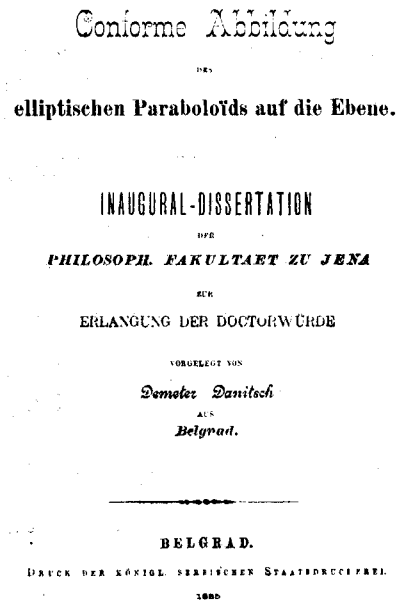 Conforme Abbildung
DES
elliptischen Paraboloïds auf die Ebene.
INAUGURAL-DISSERTATION
DER
PHILOSOPH. FAKULTAET ZU JENA
ZUR
ERLANGUNG DER DOCTORWÜRDE
VORGELEGT VON
Demeter Danitsch
AUS
Belgrad.
BELGRAD.
DRUCK DER KÖNIGL. SERBISCHEN STAATSDRUCKEREI.
1885